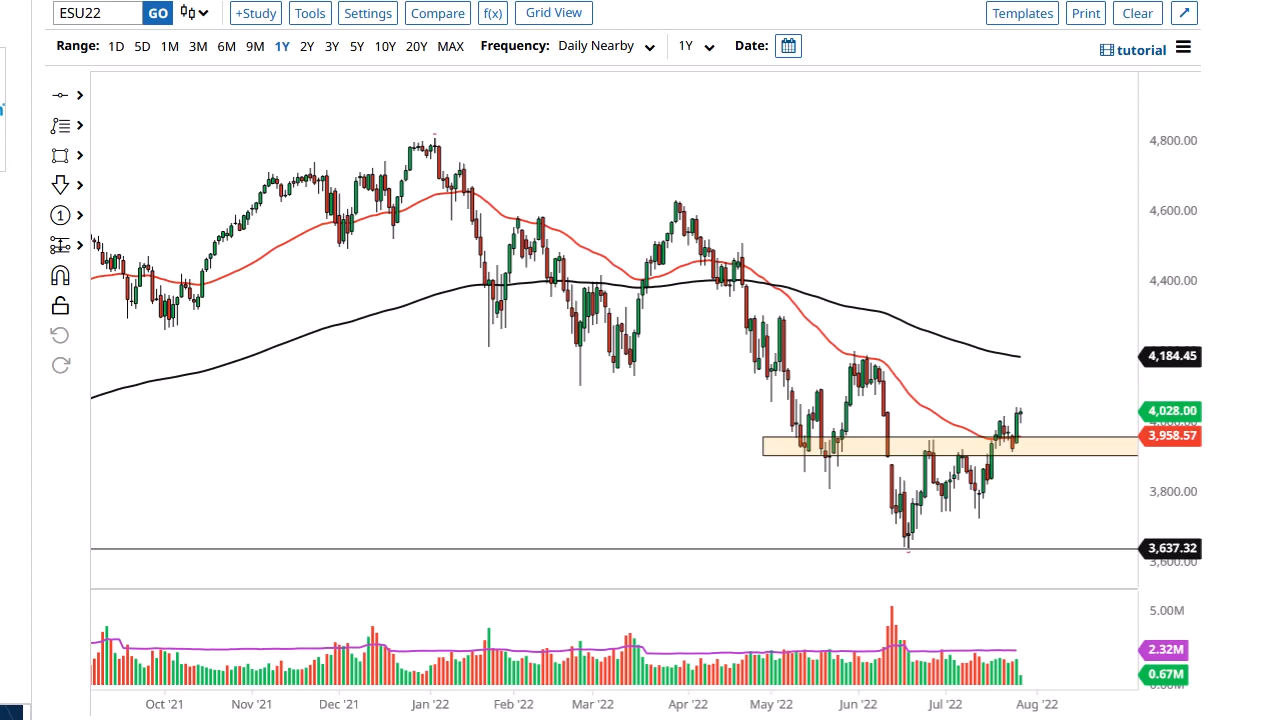 ESU22 GO +Study Tools Settings Compare f(x) Grid View Templates Print Clear
Range: 1D 5D 1M 3M 6M 9M 1Y 2Y 3Y 5Y 10Y 20Y MAX Frequency: Daily Nearby 1Y Date: tutorial
1
4,800.00
4,600.00
4,400.00
4,184.45
4,028.00
3,958.57
3,800.00
3,637.32
3,600.00
5.00M
2.32M
0.67M
Oct '21 Nov '21 Dec '21 Jan '22 Feb '22 Mar '22 Apr '22 May '22 Jun '22 Jul '22 Aug '22